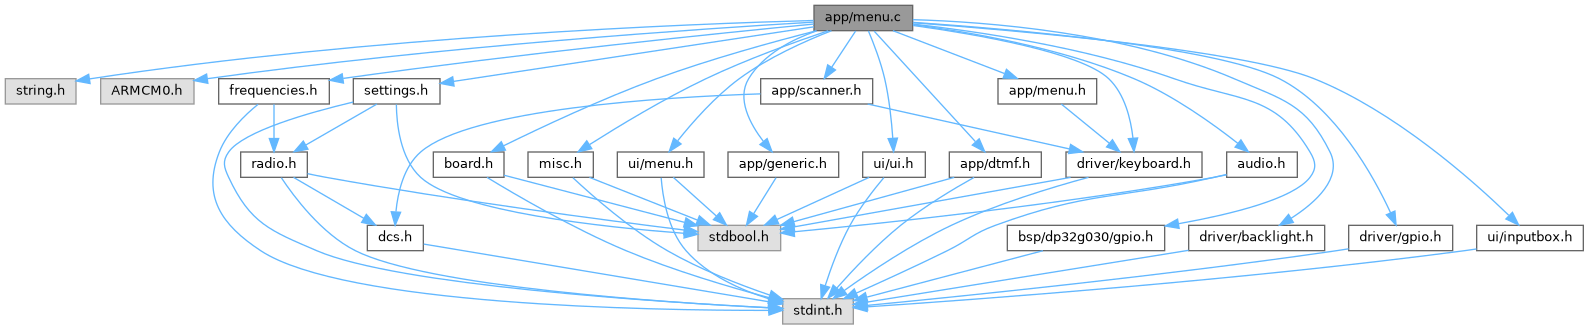 app/menu.c
string.h
ARMCM0.h
frequencies.h
settings.h
app/scanner.h
app/menu.h
radio.h
board.h
misc.h
ui/menu.h
app/generic.h
ui/ui.h
app/dtmf.h
driver/keyboard.h
audio.h
dcs.h
stdbool.h
bsp/dp32g030/gpio.h
driver/backlight.h
driver/gpio.h
ui/inputbox.h
stdint.h